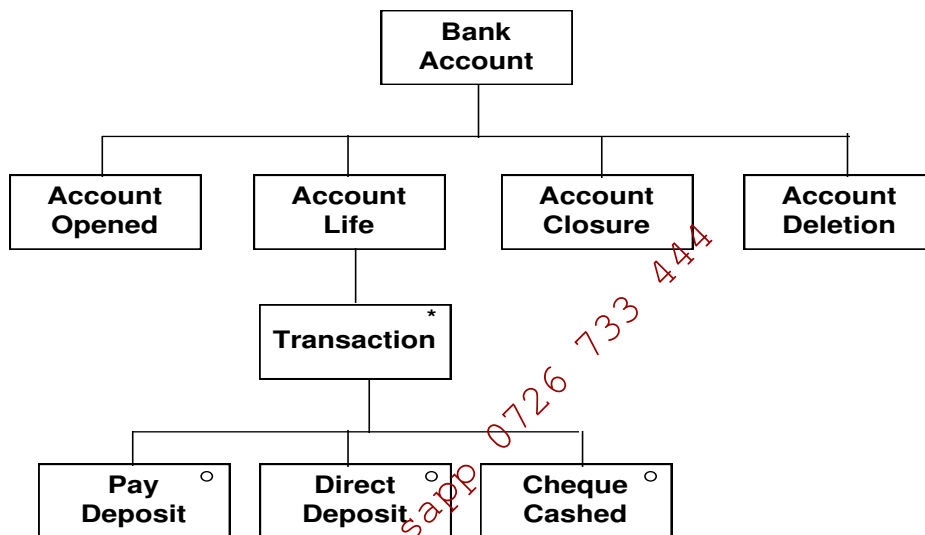 Bank
Account
Account
Opened
Account
Life
Account
Closure
Account
Deletion
*
Transaction
Pay
Deposit
O
Direct
Deposit
O
Cheque
Cashed
O
sapp 0726 733 444